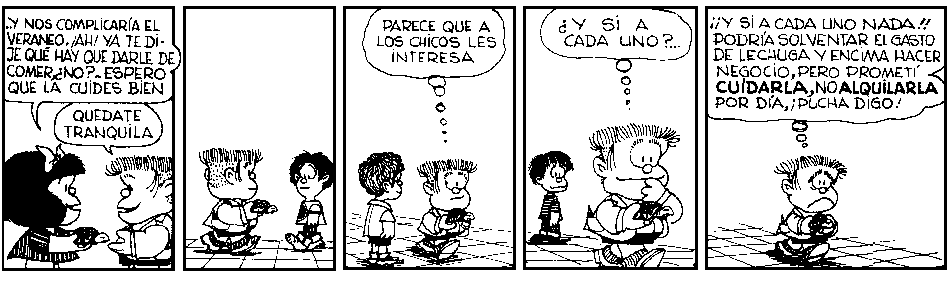 ..Y NOS COMPLICARÍA EL
VERANEO. ¡AH! YA TE DI-
JE QUE HAY QUE DARLE DE
COMER ¿NO?.. ESPERO
QUE LA CUIDES BIEN
QUEDATE
TRANQUILA
PARECE QUE A
LOS CHICOS LES
INTERESA
¿Y SI A
CADA UNO?...
¡¡Y SI A CADA UNO NADA!!
PODRÍA SOLVENTAR EL GASTO
DE LECHUGA Y ENCIMA HACER
NEGOCIO, PERO PROMETÍ
CUIDARLA, NO ALQUILARLA
POR DÍA, ¡PUCHA DIGO!